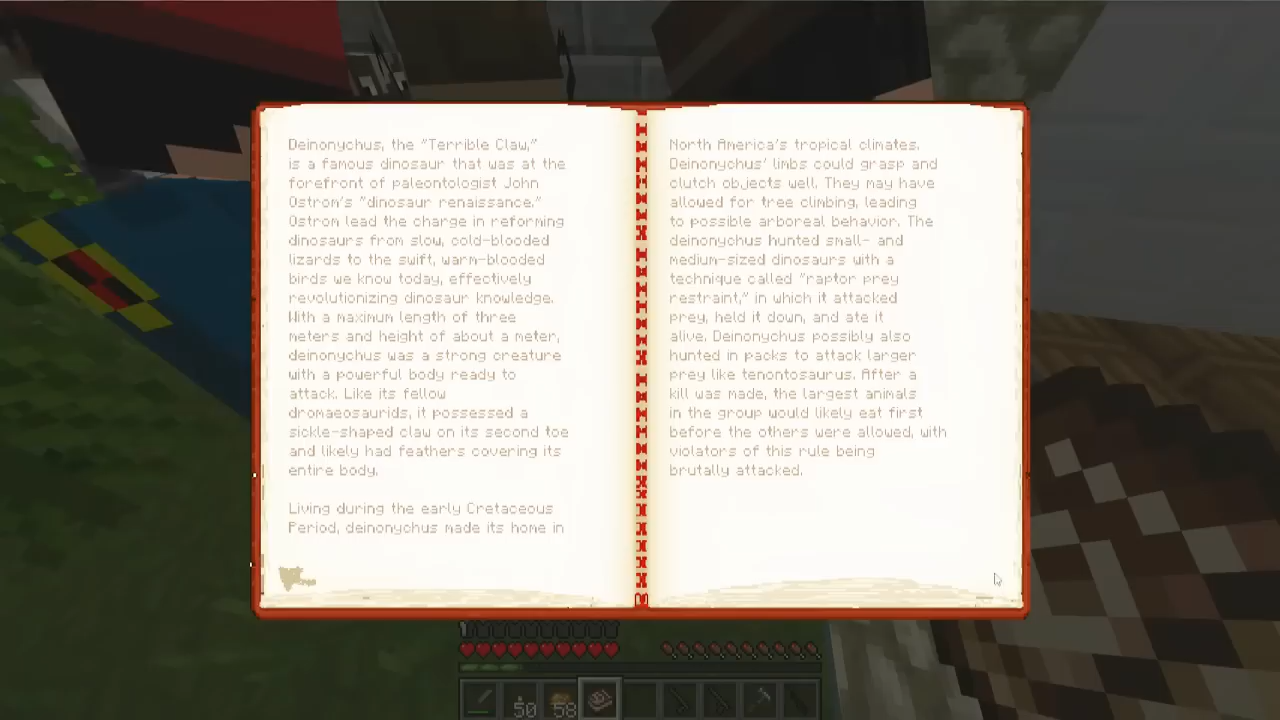 Deinonychus, the "Terrible Claw,"
is a famous dinosaur that was at the
forefront of paleontologist John
Ostrom's "dinosaur renaissance."
Ostrom lead the charge in reforming
dinosaurs from slow, cold-blooded
lizards to the swift, warm-blooded
birds we know today, effectively
revolutionizing dinosaur knowledge.
With a maximum length of three
meters and height of about a meter,
deinonychus was a strong creature
with a powerful body ready to
attack. Like its fellow
dromaeosaurids, it possessed a
sickle-shaped claw on its second toe
and likely had feathers covering its
entire body.
Living during the early Cretaceous
Period, deinonychus made its home in
North America's tropical climates.
Deinonychus' limbs could grasp and
clutch objects well. They may have
allowed for tree climbing, leading
to possible arboreal behavior. The
deinonychus hunted small- and
medium-sized dinosaurs with a
technique called "raptor prey
restraint," in which it attacked
prey, held it down, and ate it
alive. Deinonychus possibly also
hunted in packs to attack larger
prey like tenontosaurus. After a
kill was made, the largest animals
in the group would likely eat first
before the others were allowed, with
violators of this rule being
brutally attacked.
50 58